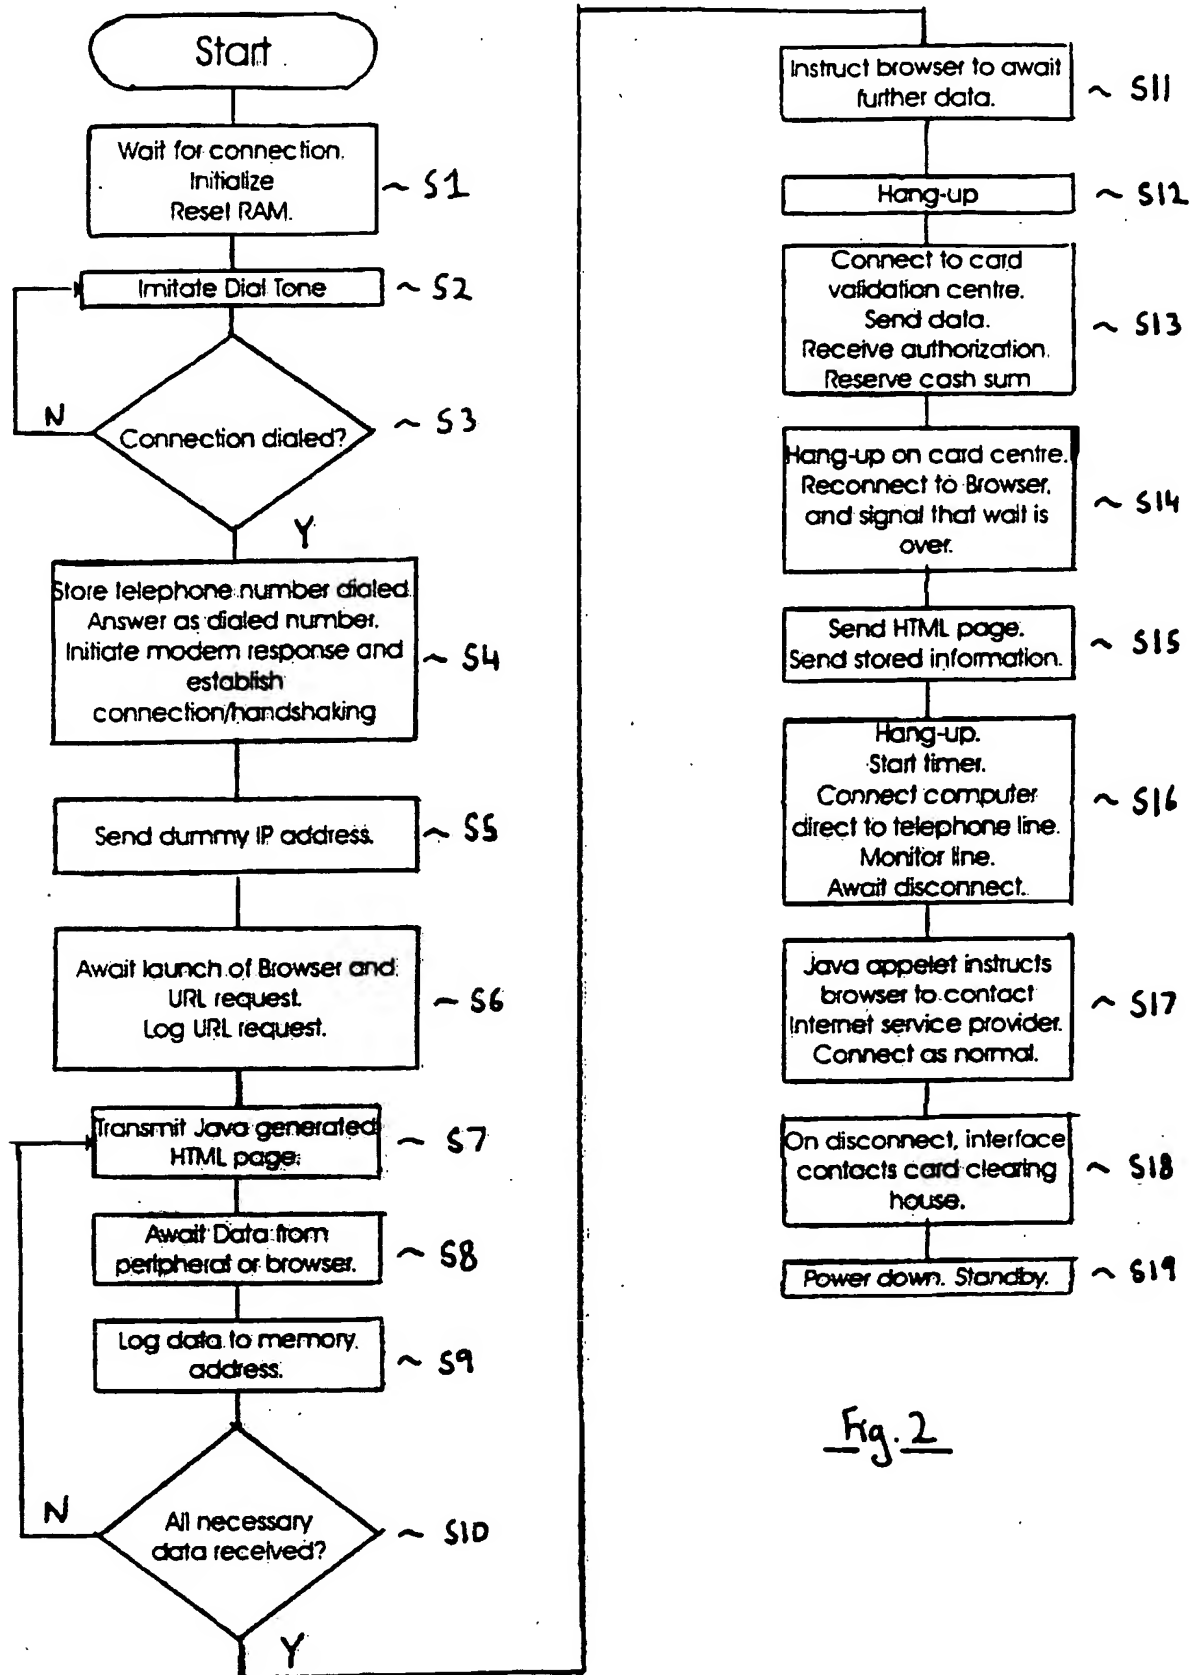 Start
Wait for connection.
Initialize
Reset RAM.
~ S1
Imitate Dial Tone
~ S2
N
Connection dialed?
~ S3
Y
Store telephone number dialed
Answer as dialed number.
Initiate modem response and
establish
connection/handshaking
~ S4
Send dummy IP address.
~ S5
Await launch of Browser and
URL request.
Log URL request.
~ S6
Transmit Java generated
HTML page.
~ S7
Await Data from
peripheral or browser.
~ S8
Log data to memory
address.
~ S9
N
All necessary
data received?
~ S10
Y
Instruct browser to await
further data.
~ S11
Hang-up
~ S12
Connect to card
validation centre.
Send data.
Receive authorization.
Reserve cash sum
~ S13
Hang-up on card centre.
Reconnect to Browser,
and signal that wait is
over.
~ S14
Send HTML page.
Send stored information.
~ S15
Hang-up.
Start timer.
Connect computer
direct to telephone line.
Monitor line.
Await disconnect.
~ S16
Java appelet instructs
browser to contact
Internet service provider.
Connect as normal.
~ S17
On disconnect, interface
contacts card clearing
house.
~ S18
Power down. Standby.
~ S19
Fig. 2